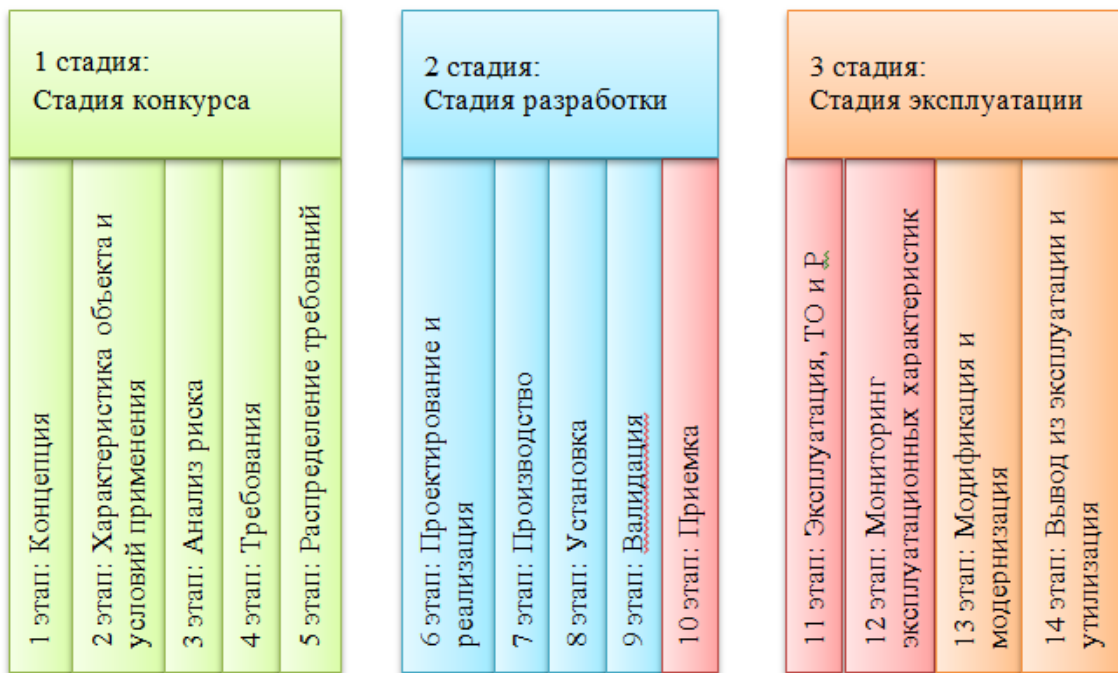 1 стадия:
Стадия конкурса
1 этап: Концепция
2 этап: Характеристика объекта и
условий применения
3 этап: Анализ риска
4 этап: Требования
5 этап: Распределение требований
2 стадия:
Стадия разработки
6 этап: Проектирование и
реализация
7 этап: Производство
8 этап: Установка
9 этап: Валидация
10 этап: Приемка
3 стадия:
Стадия эксплуатации
11 этап: Эксплуатация, ТО и Р
12 этап: Мониторинг
эксплуатационных характеристик
13 этап: Модификация и
модернизация
14 этап: Вывод из эксплуатации и
утилизация